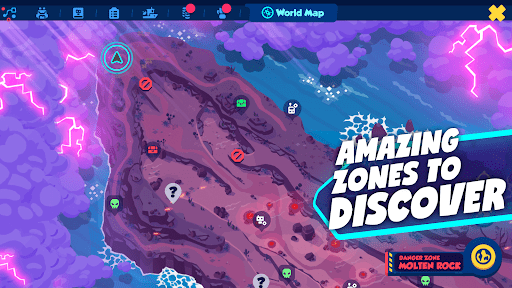 World Map
AMAZING
ZONES TO
DISCOVER
DANGER ZONE
MOLTEN ROCK